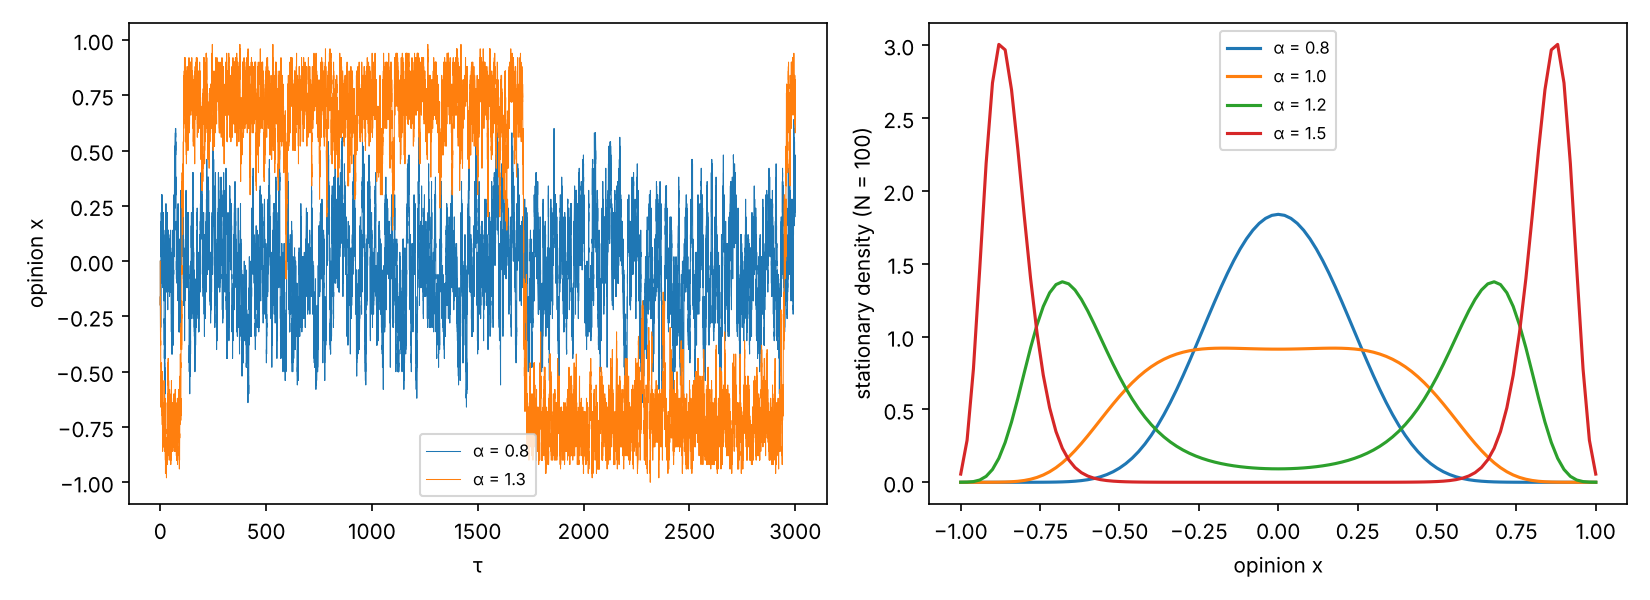 1.00
0.75
0.50
0.25
0.00
−0.25
−0.50
−0.75
−1.00
opinion x
0 500 1000 1500 2000 2500 3000
τ
α = 0.8
α = 1.3
3.0
2.5
2.0
1.5
1.0
0.5
0.0
stationary density (N = 100)
−1.00 −0.75 −0.50 −0.25 0.00 0.25 0.50 0.75 1.00
opinion x
α = 0.8
α = 1.0
α = 1.2
α = 1.5